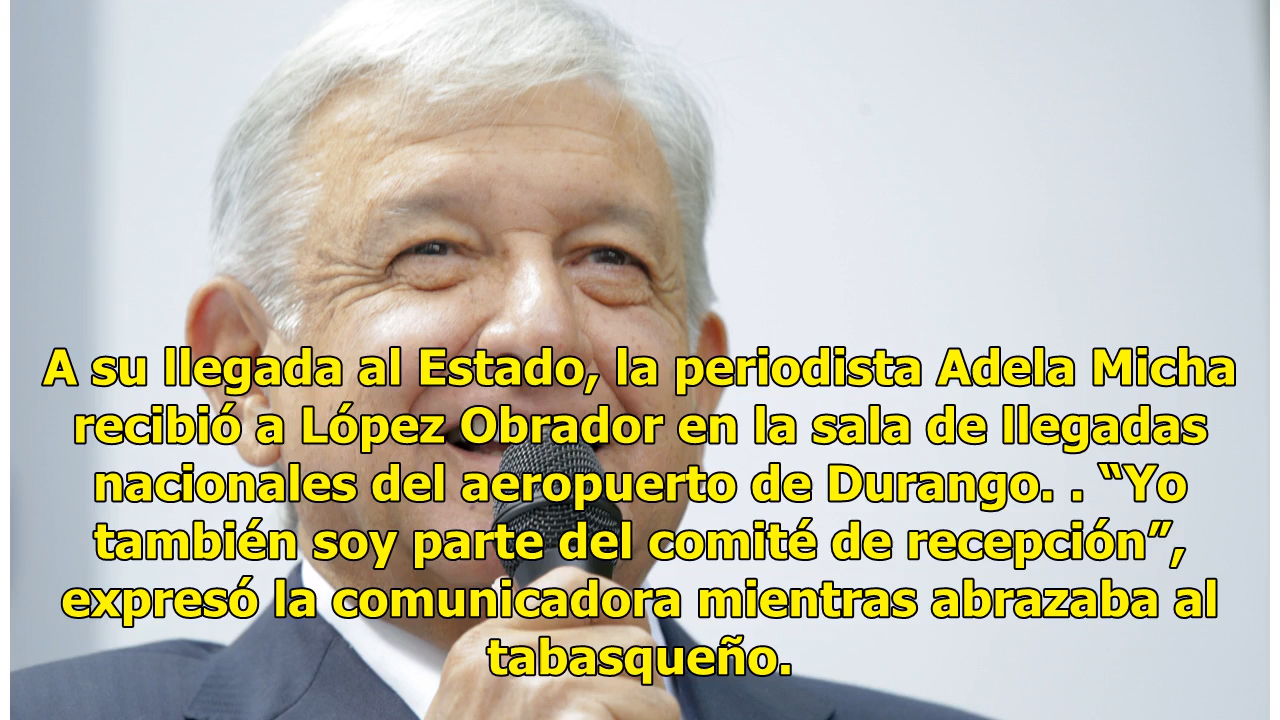 A su llegada al Estado, la periodista Adela Micha
recibió a López Obrador en la sala de llegadas
nacionales del aeropuerto de Durango. . “Yo
también soy parte del comité de recepción”,
expresó la comunicadora mientras abrazaba al
tabasqueño.